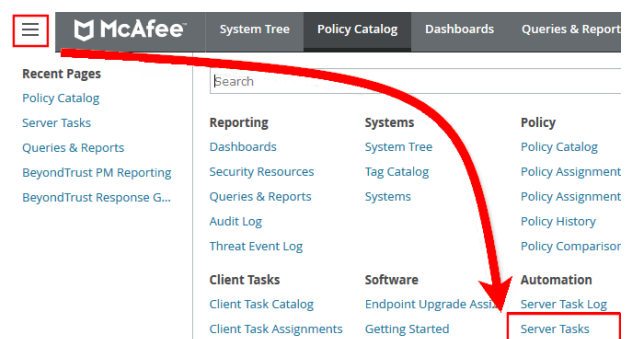 McAfee™ System Tree Policy Catalog Dashboards Queries & Report
Recent Pages
Policy Catalog
Server Tasks
Queries & Reports
BeyondTrust PM Reporting
BeyondTrust Response G...
Search
Reporting
Dashboards
Security Resources
Queries & Reports
Audit Log
Threat Event Log
Systems
System Tree
Tag Catalog
Systems
Policy
Policy Catalog
Policy Assignment
Policy Assignment
Policy History
Policy Comparison
Client Tasks
Client Task Catalog
Client Task Assignments
Software
Endpoint Upgrade Assi...
Getting Started
Automation
Server Task Log
Server Tasks